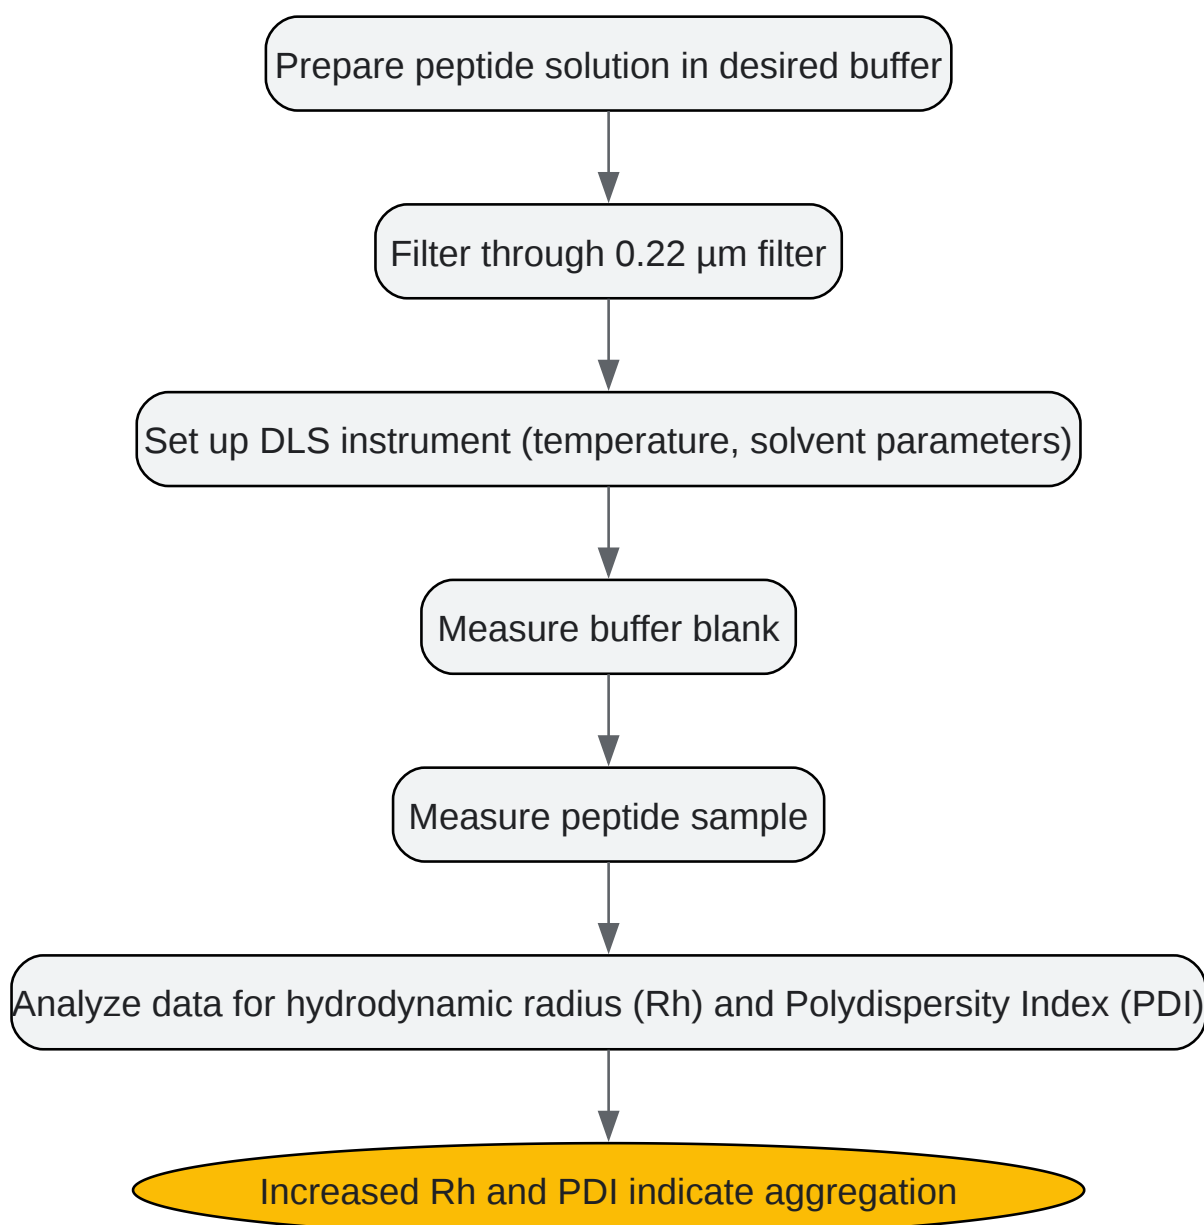 Prepare peptide solution in desired buffer
Filter through 0.22 µm filter
Set up DLS instrument (temperature, solvent parameters)
Measure buffer blank
Measure peptide sample
Analyze data for hydrodynamic radius (Rh) and Polydispersity Index (PDI)
Increased Rh and PDI indicate aggregation